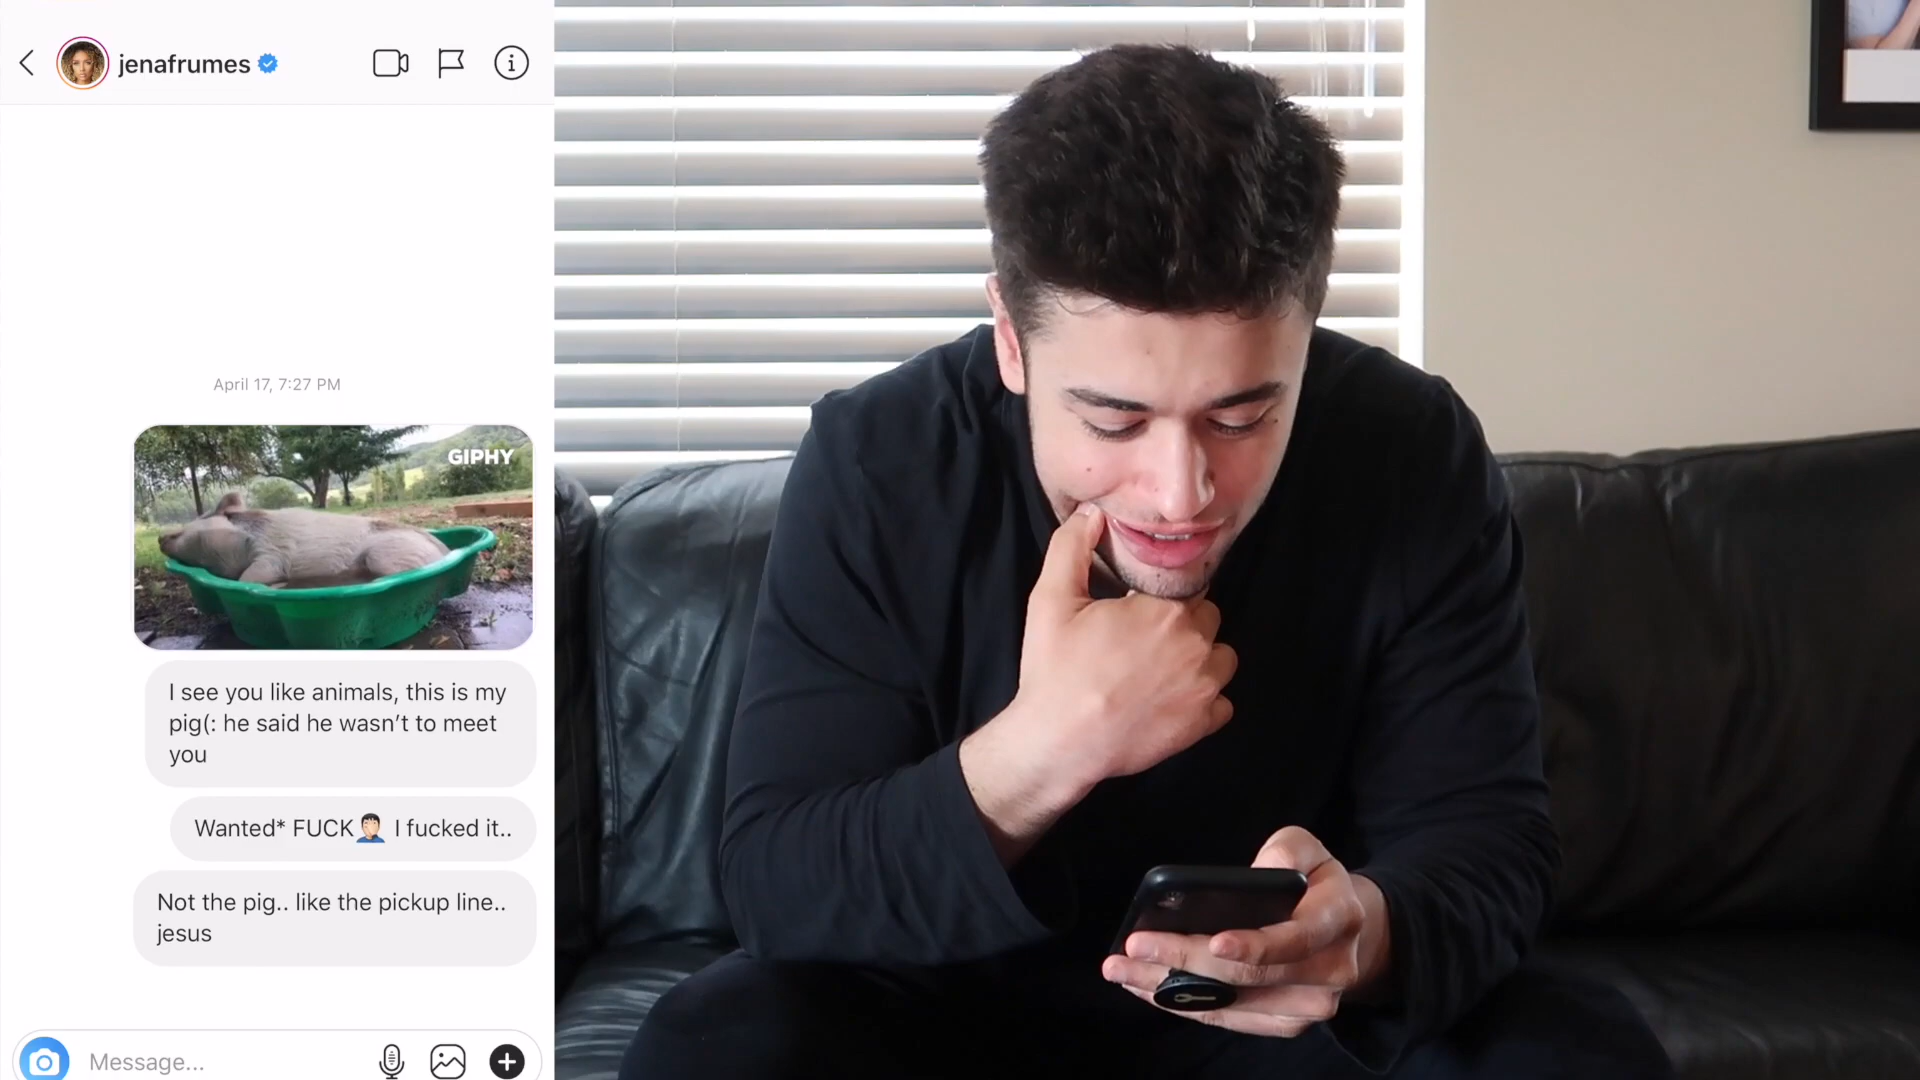 jenafrumes
April 17, 7:27 PM
GIPHY
I see you like animals, this is my
pig(: he said he wasn’t to meet
you
Wanted* FUCK🤦🏻‍♂️ I fucked it..
Not the pig.. like the pickup line..
jesus
Message...